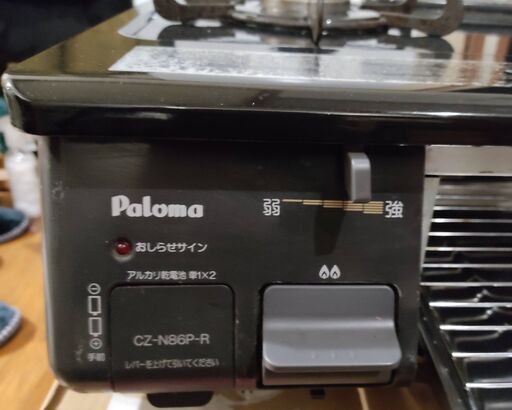 Paloma
弱 強
おしらせサイン
アルカリ乾電池 単1×2
CZ-N86P-R
レバーを上げて引いてください
手前